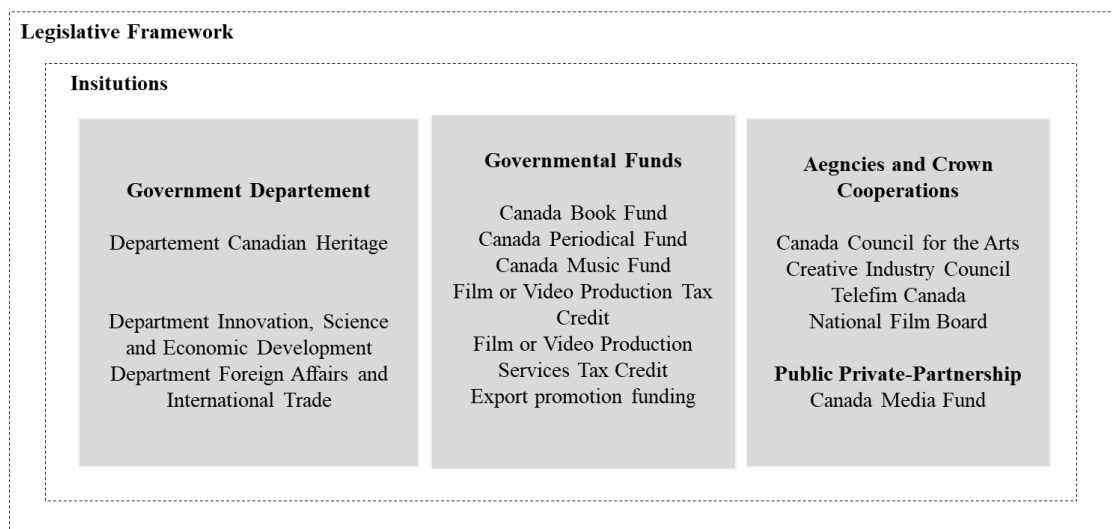 Legislative Framework
Insitutions
Government Departement
Departement Canadian Heritage
Department Innovation, Science
and Economic Development
Department Foreign Affairs and
International Trade
Governmental Funds
Canada Book Fund
Canada Periodical Fund
Canada Music Fund
Film or Video Production Tax
Credit
Film or Video Production
Services Tax Credit
Export promotion funding
Aegncies and Crown
Cooperations
Canada Council for the Arts
Creative Industry Council
Telefim Canada
National Film Board
Public Private-Partnership
Canada Media Fund